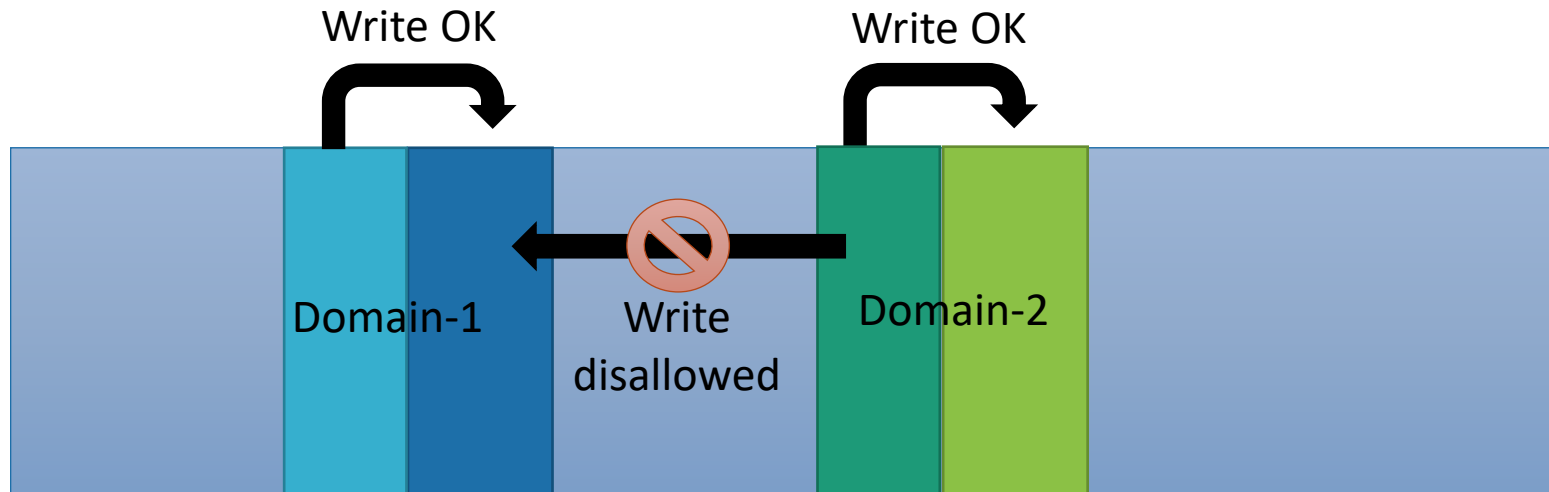 Write OK
Write OK
Domain-1
Write
disallowed
Domain-2